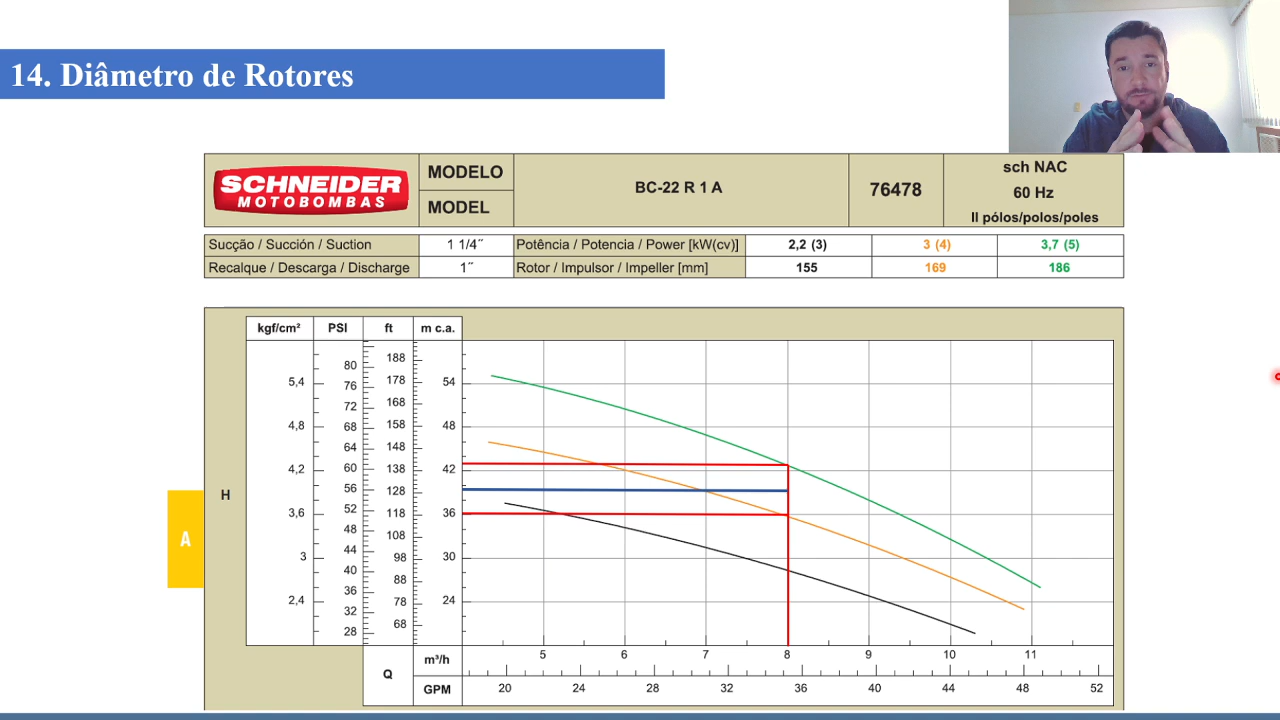 14. Diâmetro de Rotores
SCHNEIDER
MOTOBOMBAS
MODELO
MODEL
BC-22 R 1 A
76478
sch NAC
60 Hz
II pólos/polos/poles
Sucção / Succión / Suction
1 1/4˝
Potência / Potencia / Power [kW(cv)]
2,2 (3)
3 (4)
3,7 (5)
Recalque / Descarga / Discharge
1˝
Rotor / Impulsor / Impeller [mm]
155
169
186
kgf/cm²
PSI
ft
m c.a.
5,4
4,8
4,2
3,6
3
2,4
80
76
72
68
64
60
56
52
48
44
40
36
32
28
188
178
168
158
148
138
128
118
108
98
88
78
68
54
48
42
36
30
24
H
A
Q
m³/h
5 6 7 8 9 10 11
GPM
20 24 28 32 36 40 44 48 52